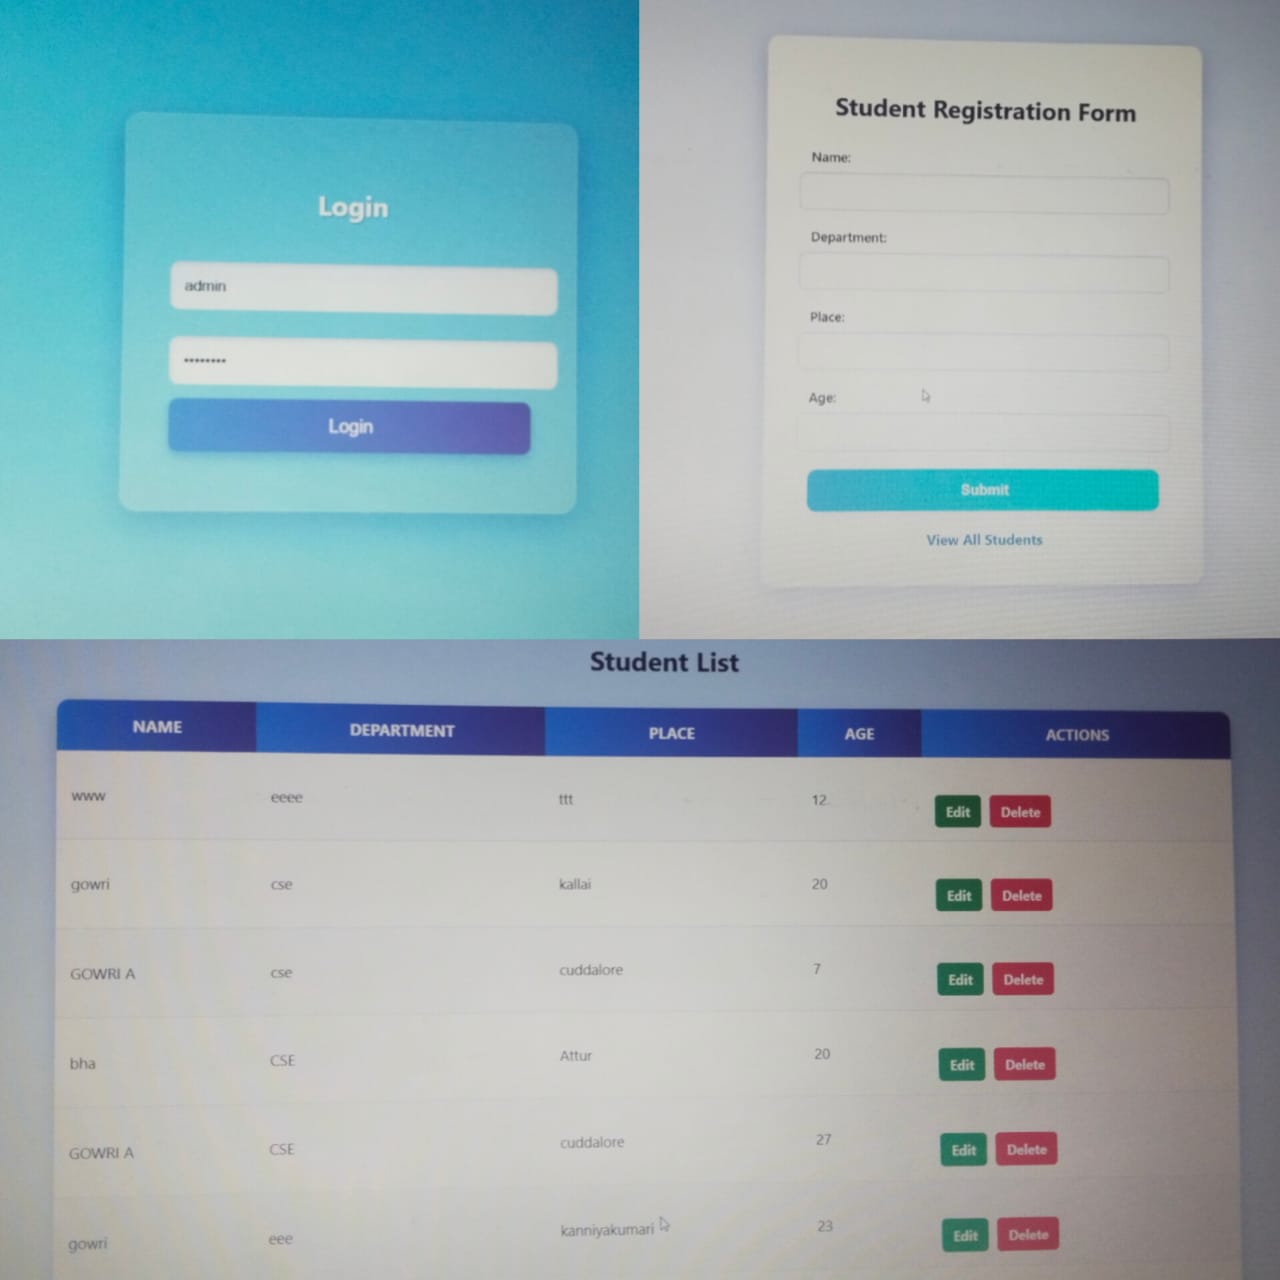 Login
admin
••••••••
Login
Student Registration Form
Name:
Department:
Place:
Age:
Submit
View All Students
Student List
NAME DEPARTMENT PLACE AGE ACTIONS
www eeee ttt 12 Edit Delete
gowri cse kallai 20 Edit Delete
GOWRI A cse cuddalore 7 Edit Delete
bha CSE Attur 20 Edit Delete
GOWRI A CSE cuddalore 27 Edit Delete
gowri eee kanniyakumari 23 Edit Delete